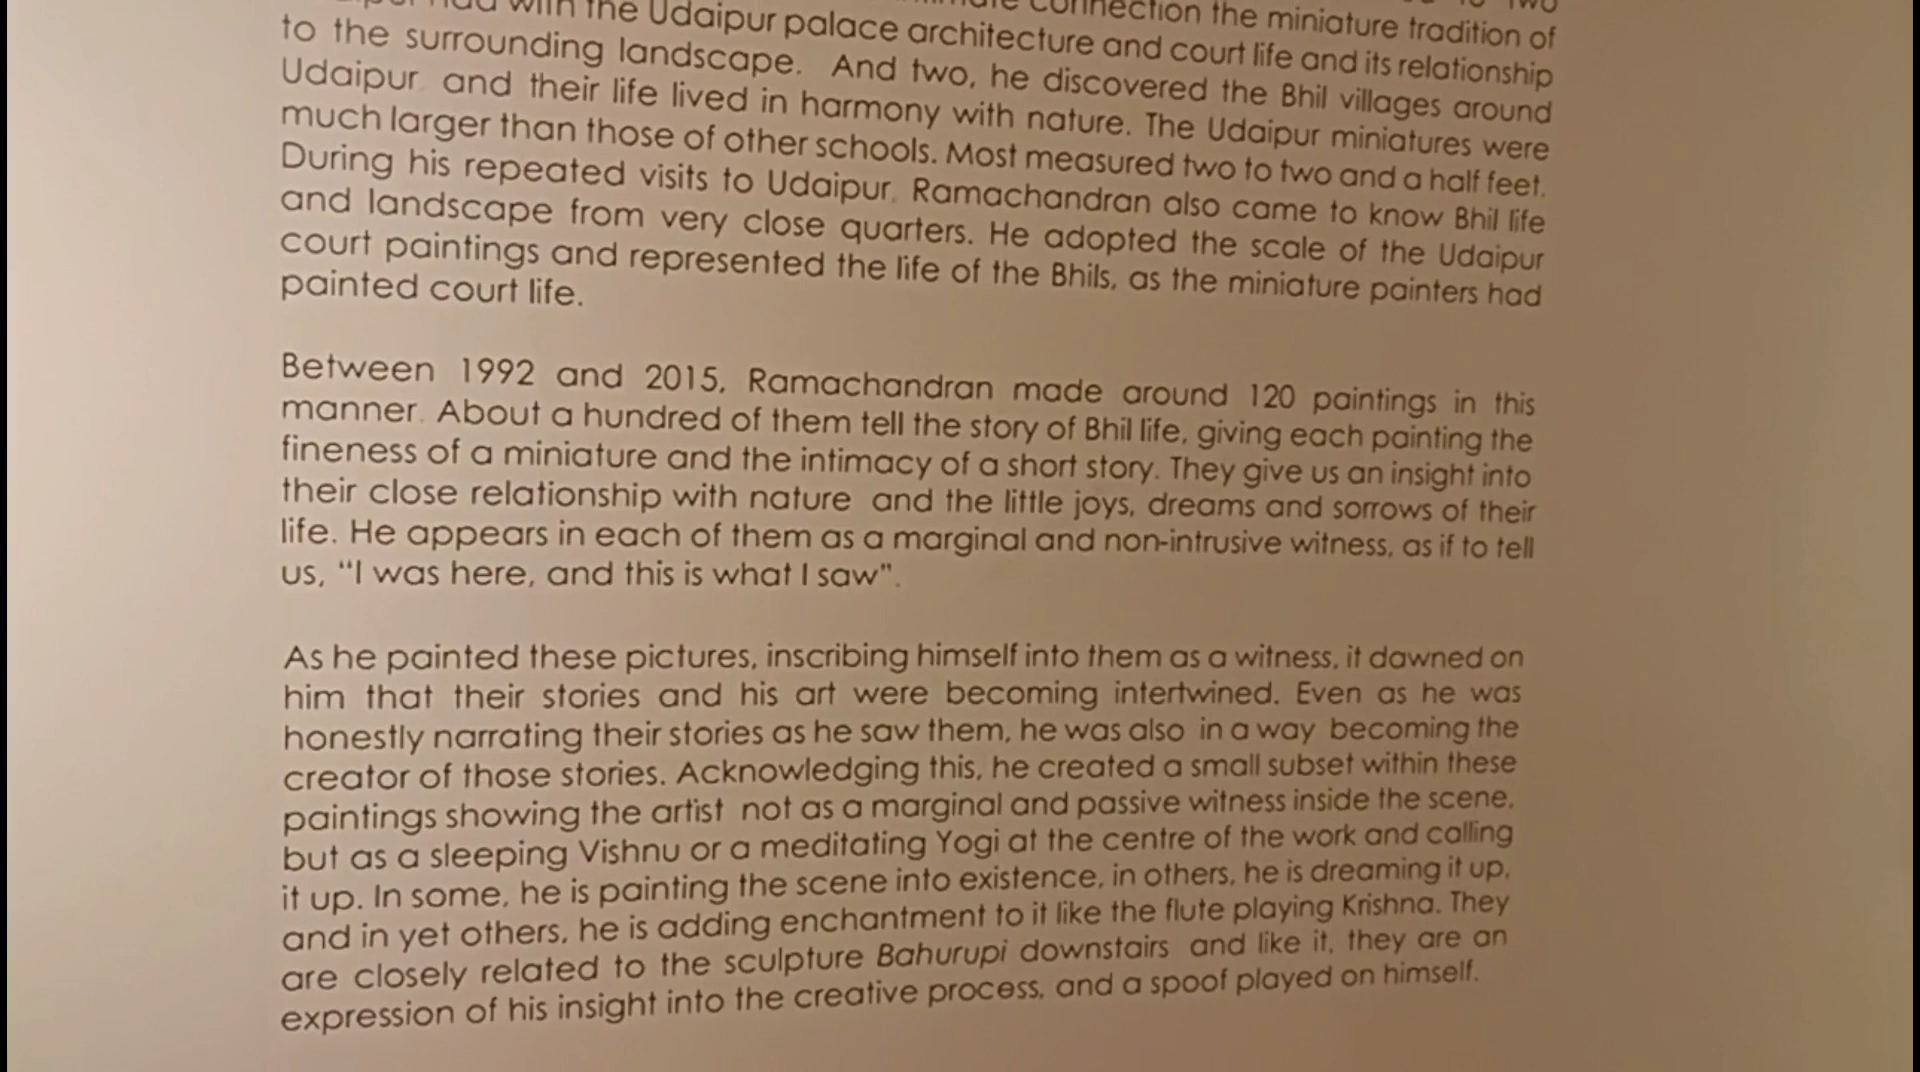 with the Udaipur palace architecture and court life and its relationship
connection the miniature tradition of
to the surrounding landscape. And two, he discovered the Bhil villages around
Udaipur and their life lived in harmony with nature. The Udaipur miniatures were
much larger than those of other schools. Most measured two to two and a half feet.
During his repeated visits to Udaipur, Ramachandran also came to know Bhil life
and landscape from very close quarters. He adopted the scale of the Udaipur
court paintings and represented the life of the Bhils, as the miniature painters had
painted court life.
Between 1992 and 2015, Ramachandran made around 120 paintings in this
manner. About a hundred of them tell the story of Bhil life, giving each painting the
fineness of a miniature and the intimacy of a short story. They give us an insight into
their close relationship with nature and the little joys, dreams and sorrows of their
life. He appears in each of them as a marginal and non-intrusive witness, as if to tell
us, “I was here, and this is what I saw”.
As he painted these pictures, inscribing himself into them as a witness, it dawned on
him that their stories and his art were becoming intertwined. Even as he was
honestly narrating their stories as he saw them, he was also in a way becoming the
creator of those stories. Acknowledging this, he created a small subset within these
paintings showing the artist not as a marginal and passive witness inside the scene,
but as a sleeping Vishnu or a meditating Yogi at the centre of the work and calling
it up. In some, he is painting the scene into existence, in others, he is dreaming it up,
and in yet others, he is adding enchantment to it like the flute playing Krishna. They
are closely related to the sculpture Bahurupi downstairs and like it, they are an
expression of his insight into the creative process, and a spoof played on himself.